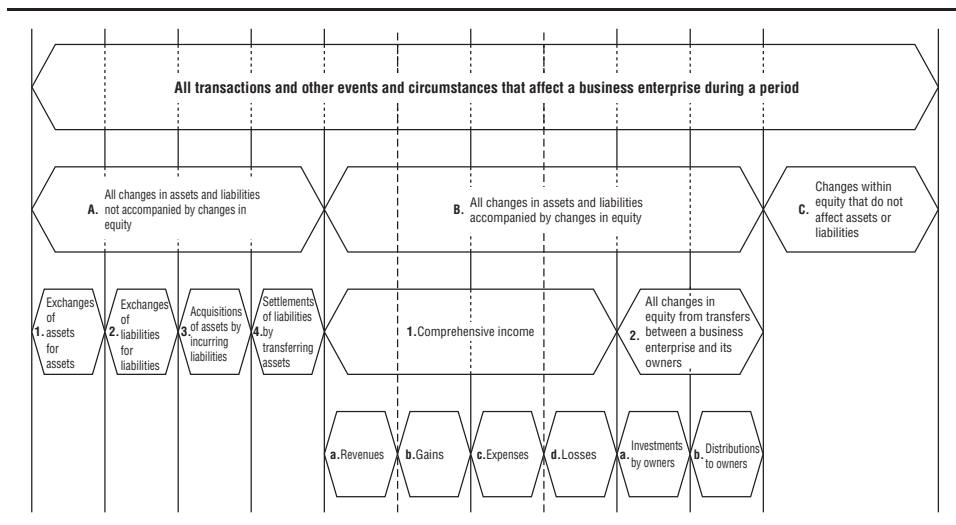 All transactions and other events and circumstances that affect a business enterprise during a period
A. All changes in assets and liabilities
not accompanied by changes in
equity
B. All changes in assets and liabilities
accompanied by changes in equity
C. Changes within
equity that do not
affect assets or
liabilities
1. Exchanges
of
assets
for
assets
2. Exchanges
of
liabilities
for
liabilities
3. Acquisitions
of assets by
incurring
liabilities
4. Settlements
of liabilities
by
transferring
assets
1. Comprehensive income
2. All changes in
equity from transfers
between a business
enterprise and its
owners
a. Revenues
b. Gains
c. Expenses
d. Losses
a. Investments
by owners
b. Distributions
to owners